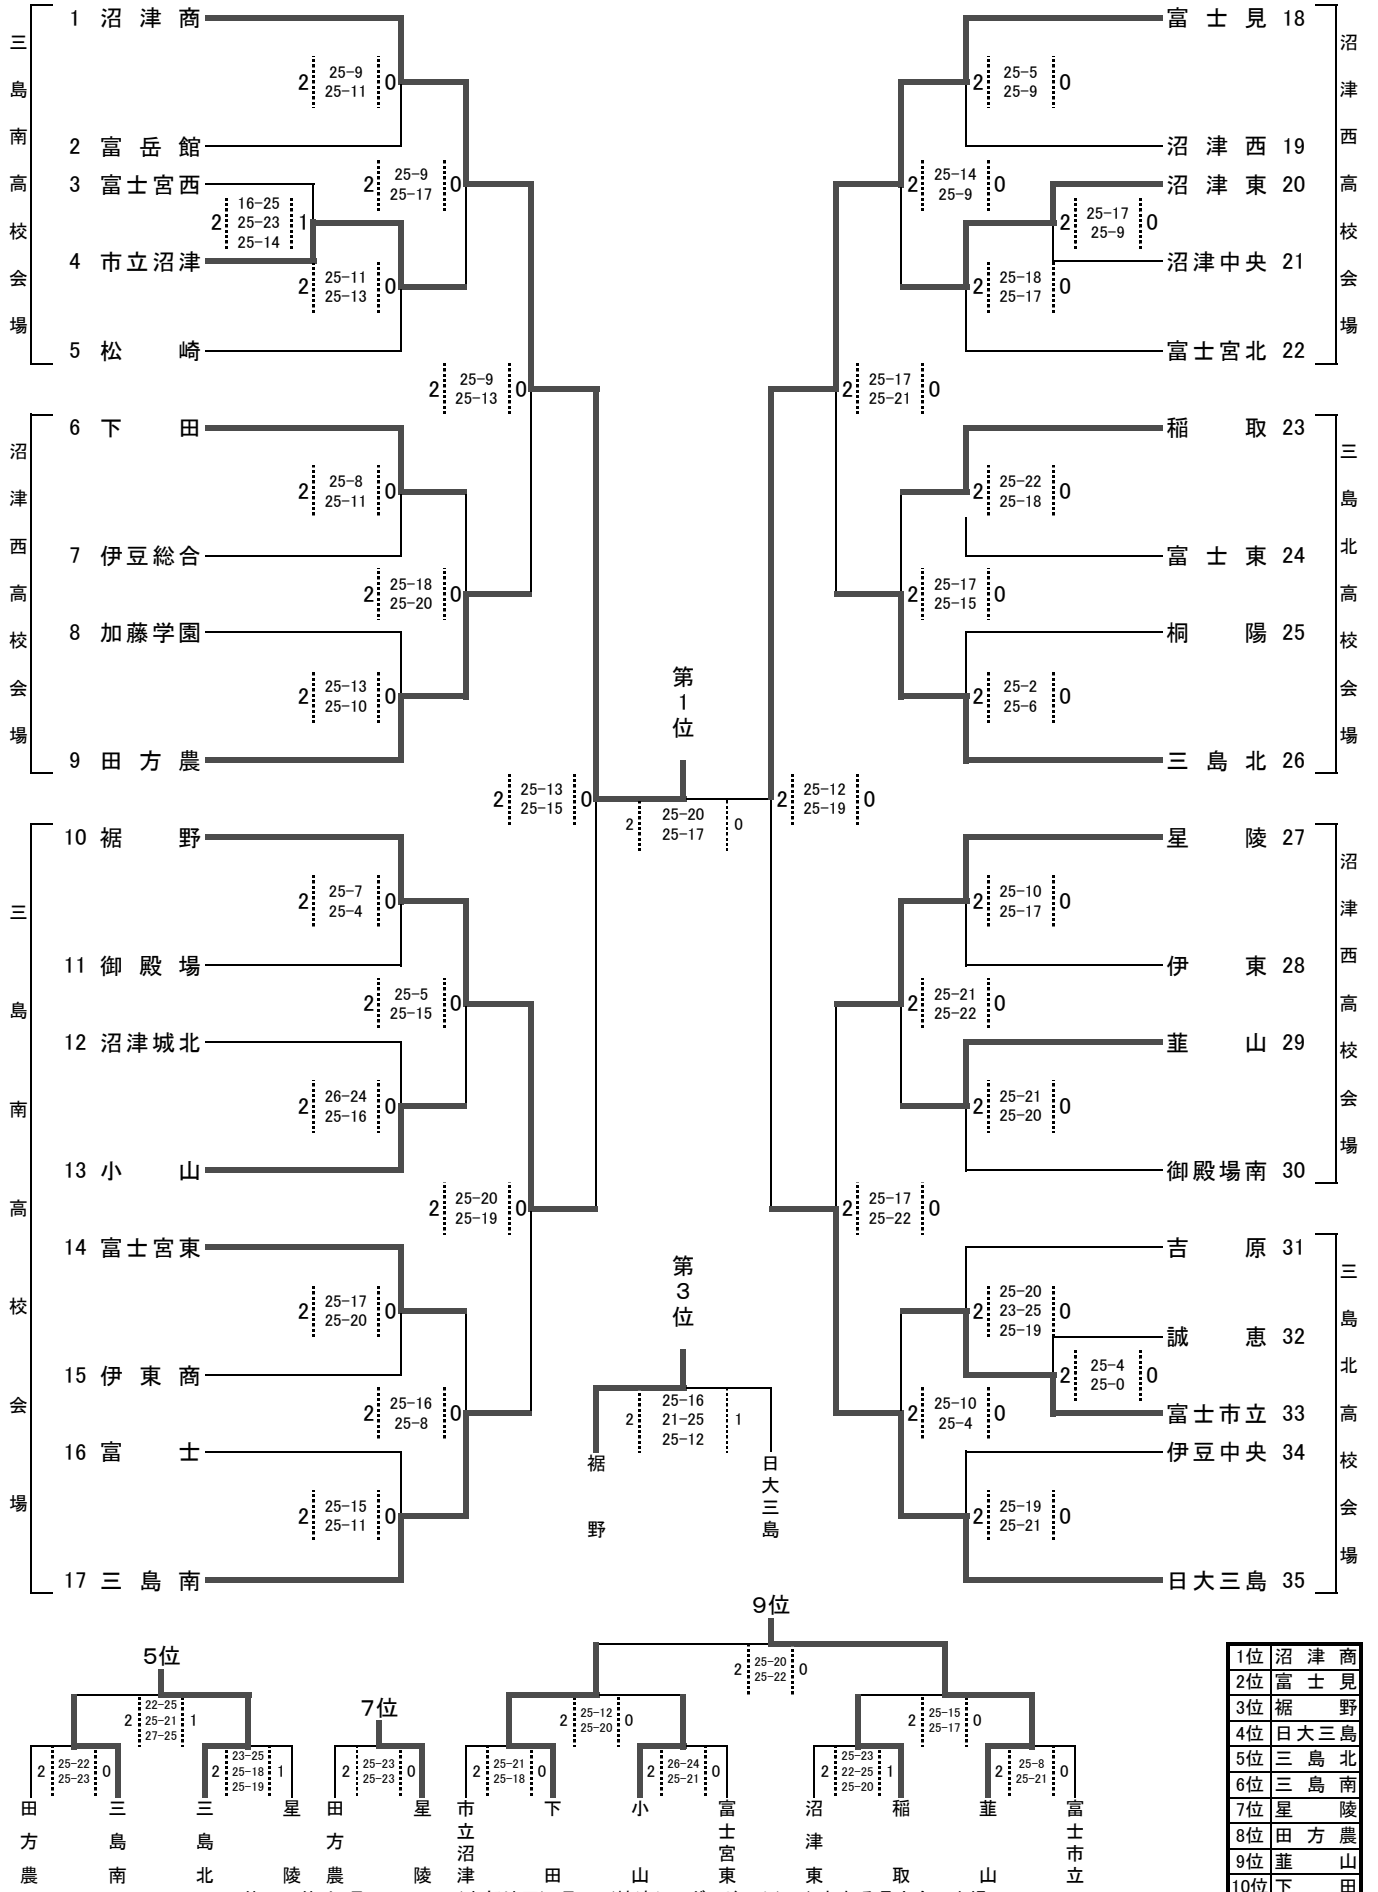 三島南高校会場
1 沼津商
2 25-9 25-11 0
2 富岳館
2 25-9 25-17 0
3 富士宮西
2 16-25 25-23 25-14 1
4 市立沼津
2 25-11 25-13 0
5 松崎
2 25-9 25-13 0
沼津西高校会場
6 下田
2 25-8 25-11 0
7 伊豆総合
2 25-18 25-20 0
8 加藤学園
2 25-13 25-10 0
9 田方農
2 25-13 25-15 0
三島南高校会場
10 裾野
2 25-7 25-4 0
11 御殿場
2 25-5 25-15 0
12 沼津城北
2 26-24 25-16 0
13 小山
2 25-20 25-19 0
14 富士宮東
2 25-17 25-20 0
15 伊東商
2 25-16 25-8 0
16 富士
2 25-15 25-11 0
17 三島南
第1位
2 25-20 25-17 0
第3位
2 25-16 21-25 25-12 1
裾野
日大三島
富士見 18
2 25-5 25-9 0
沼津西 19
2 25-14 25-9 0
沼津東 20
2 25-17 25-9 0
沼津中央 21
2 25-18 25-17 0
富士宮北 22
沼津西高校会場
2 25-17 25-21 0
稲取 23
2 25-22 25-18 0
富士東 24
2 25-17 25-15 0
桐陽 25
2 25-2 25-6 0
三島北 26
三島北高校会場
2 25-12 25-19 0
星陵 27
2 25-10 25-17 0
伊東 28
2 25-21 25-22 0
韮山 29
2 25-21 25-20 0
御殿場南 30
沼津西高校会場
2 25-17 25-22 0
吉原 31
2 25-20 23-25 25-19 0
誠恵 32
2 25-4 25-0 0
富士市立 33
2 25-10 25-4 0
伊豆中央 34
2 25-19 25-21 0
日大三島 35
三島北高校会場
5位
2 22-25 25-21 27-25 1
2 25-22 25-23 0
2 23-25 25-18 25-19 1
田方農
三島南
三島北
星陵
7位
2 25-23 25-23 0
田方農
星陵
9位
2 25-20 25-22 0
2 25-12 25-20 0
2 25-15 25-17 0
2 25-21 25-18 0
2 26-24 25-21 0
2 25-23 22-25 25-20 1
2 25-8 25-21 0
市立沼津
下田
小山
富士宮東
沼津東
稲取
韮山
富士市立
1位 沼津商
2位 富士見
3位 裾野
4位 日大三島
5位 三島北
6位 三島南
7位 星陵
8位 田方農
9位 韮山
10位 下田